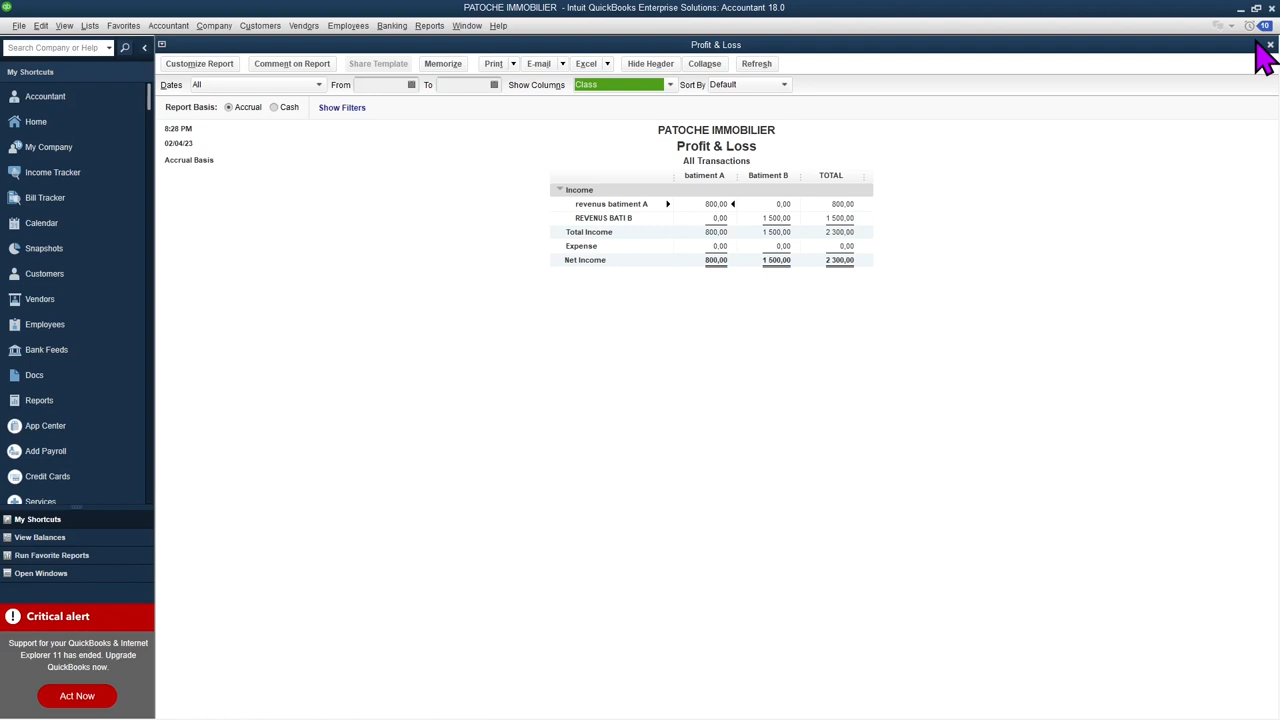 PATOCHE IMMOBILIER - Intuit QuickBooks Enterprise Solutions: Accountant 18.0
File Edit View Lists Favorites Accountant Company Customers Vendors Employees Banking Reports Window Help
10
Search Company or Help
Profit & Loss
My Shortcuts
Accountant
Home
My Company
Income Tracker
Bill Tracker
Calendar
Snapshots
Customers
Vendors
Employees
Bank Feeds
Docs
Reports
App Center
Add Payroll
Credit Cards
Services
My Shortcuts
View Balances
Run Favorite Reports
Open Windows
Critical alert
Support for your QuickBooks & Internet
Explorer 11 has ended. Upgrade
QuickBooks now.
Act Now
Customize Report Comment on Report Share Template Memorize Print E-mail Excel Hide Header Collapse Refresh
Dates All From To Show Columns Class Sort By Default
Report Basis: Accrual Cash Show Filters
8:28 PM
02/04/23
Accrual Basis
PATOCHE IMMOBILIER
Profit & Loss
All Transactions
batiment A Batiment B TOTAL
Income
revenus batiment A 800,00 0,00 800,00
REVENUS BATI B 0,00 1 500,00 1 500,00
Total Income 800,00 1 500,00 2 300,00
Expense 0,00 0,00 0,00
Net Income 800,00 1 500,00 2 300,00